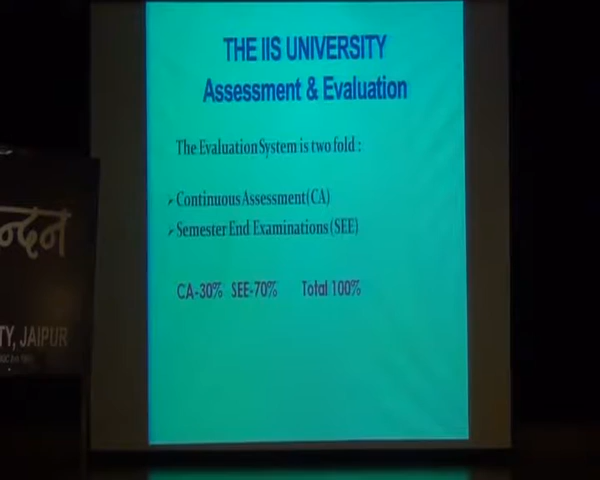 THE IIS UNIVERSITY
Assessment & Evaluation
The Evaluation System is two fold :
Continuous Assessment(CA)
Semester End Examinations (SEE)
CA-30% SEE-70% Total 100%
न्दन
TY, JAIPUR